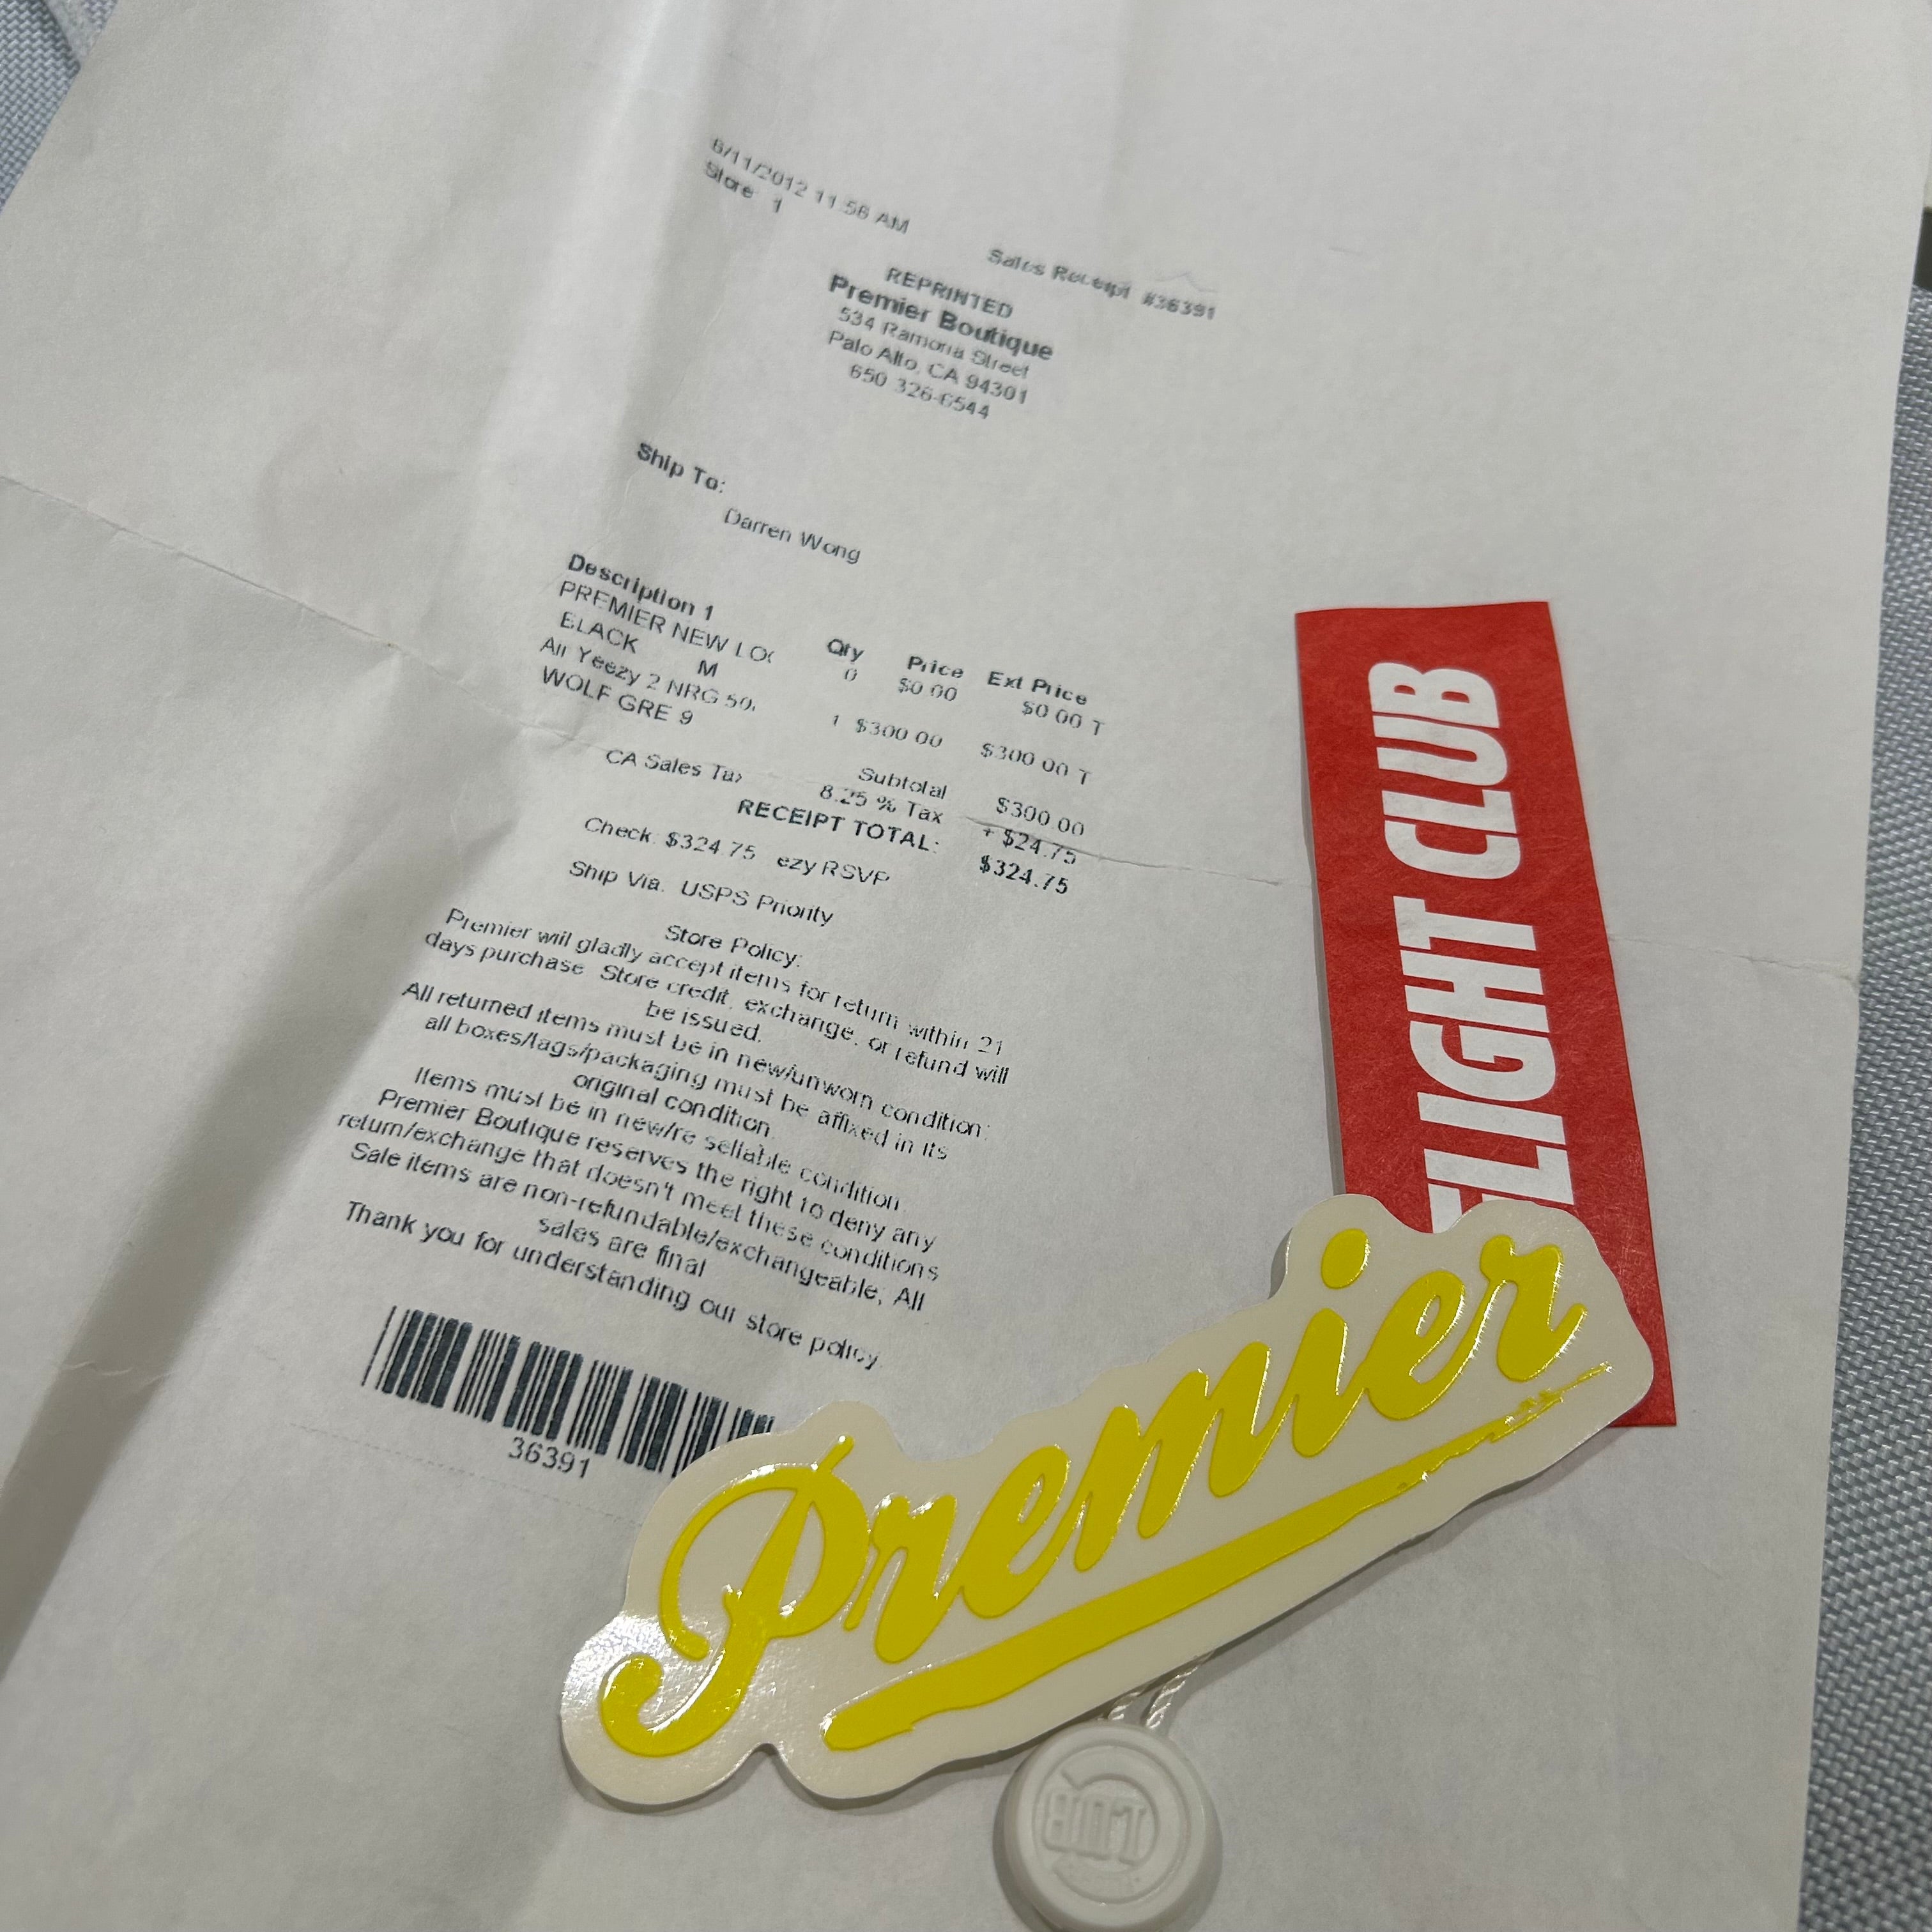 6/11/2012 11:56 AM
Store 1
Sales Receipt #36391
REPRINTED
Premier Boutique
534 Ramona Street
Palo Alto, CA 94301
650 326-6544
Ship To:
Darren Wong
Description 1 Qty Price Ext Price
PREMIER NEW LO 0 $0.00 $0.00 T
BLACK M
Air Yeezy 2 NRG 50, 1 $300.00 $300.00 T
WOLF GRE 9
Subtotal $300.00
CA Sales Tax 8.25 % Tax + $24.75
RECEIPT TOTAL: $324.75
Check: $324.75 ezy RSVP
Ship Via: USPS Priority
Store Policy:
Premier will gladly accept items for return within 21
days purchase. Store credit, exchange, or refund will
be issued.
All returned items must be in new/unworn condition;
all boxes/tags/packaging must be affixed in its
original condition.
Items must be in new/re sellable condition.
Premier Boutique reserves the right to deny any
return/exchange that doesn't meet these conditions
Sale items are non-refundable/exchangeable; All
sales are final
Thank you for understanding our store policy.
36391
FLIGHT CLUB
Premier